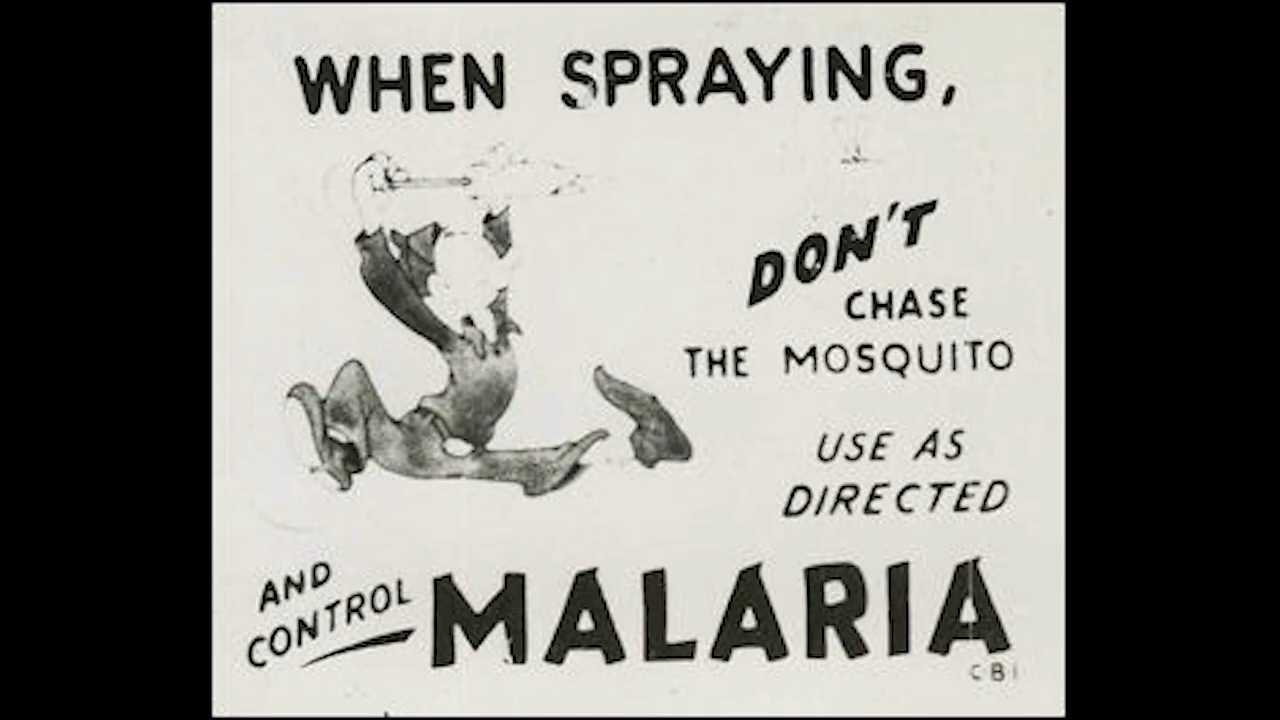 WHEN SPRAYING,
DON'T
CHASE
THE MOSQUITO
USE AS
DIRECTED
AND
CONTROL
MALARIA
CBI